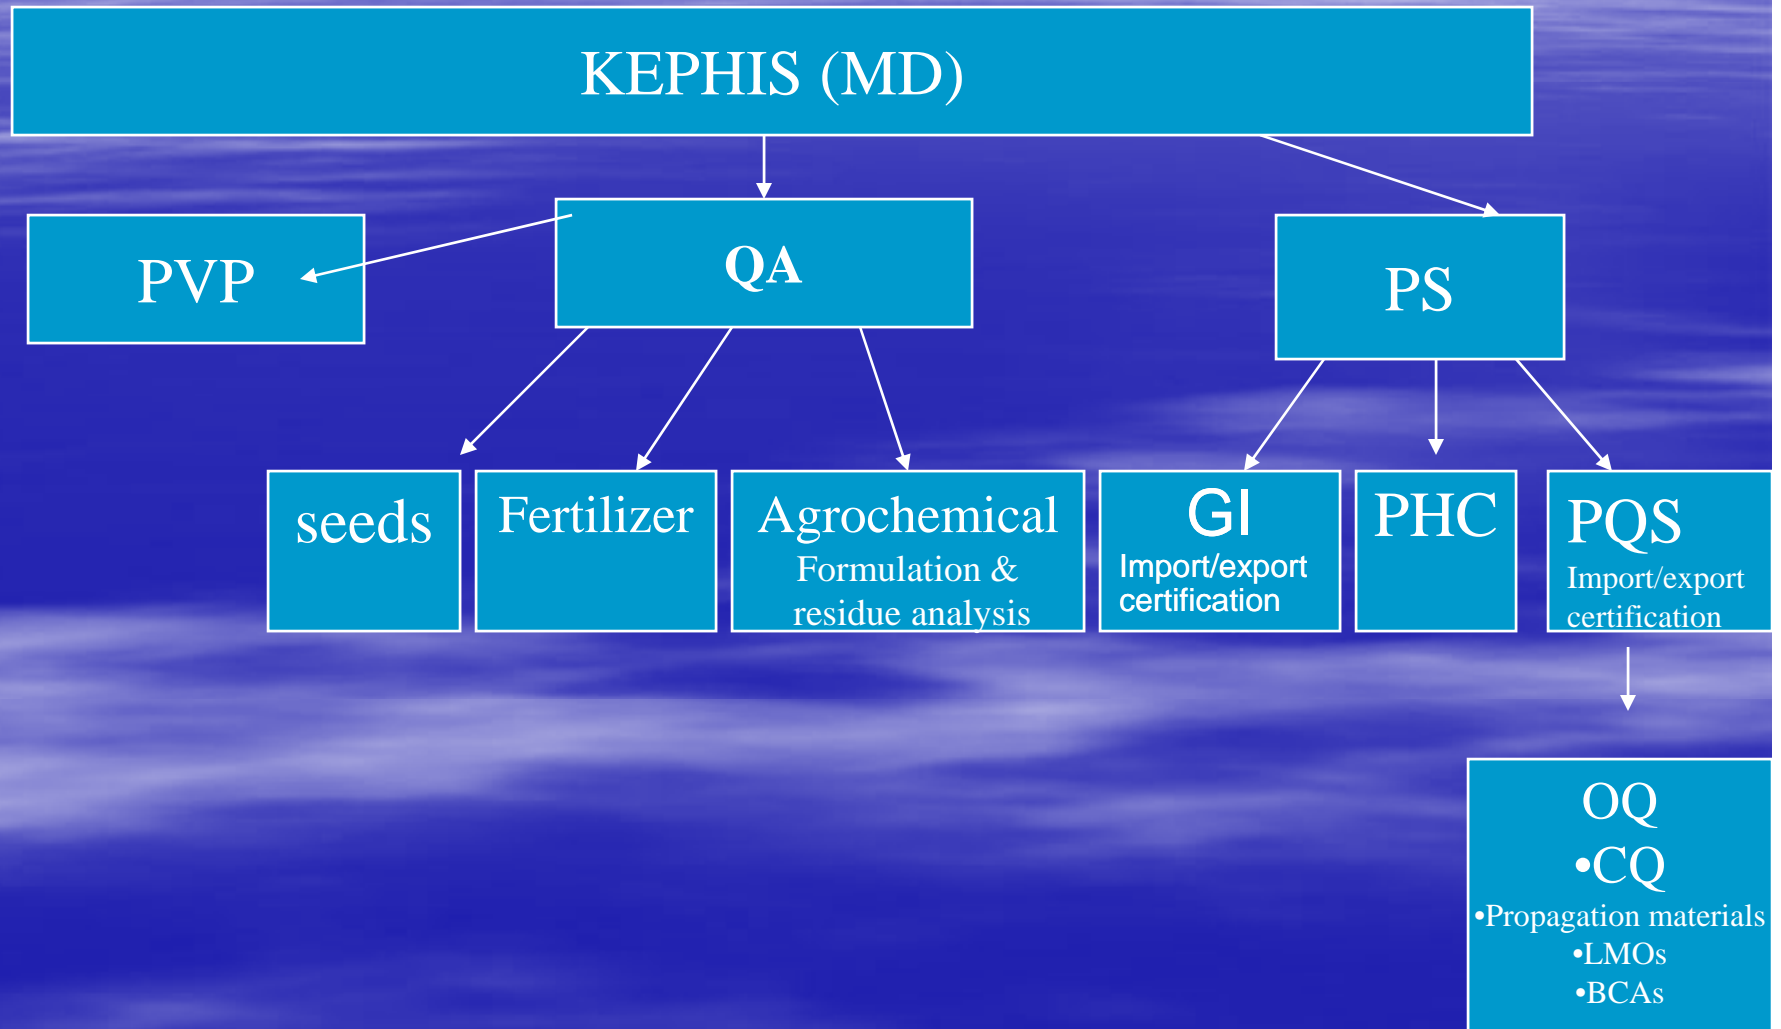 KEPHIS (MD)
PVP
QA
PS
seeds
Fertilizer
Agrochemical
Formulation &
residue analysis
GI
Import/export
certification
PHC
PQS
Import/export
certification
OQ
•CQ
•Propagation materials
•LMOs
•BCAs